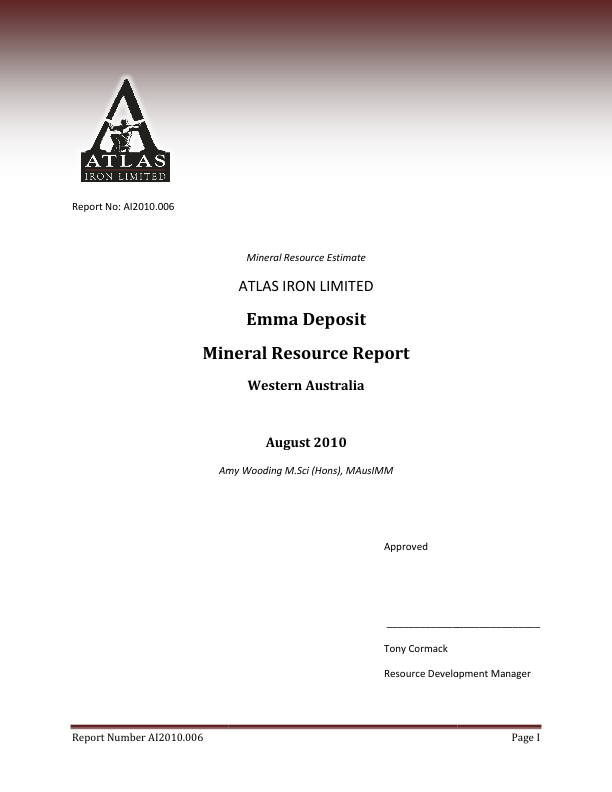 ATLAS
IRON LIMITED
Report No: AI2010.006
Mineral Resource Estimate
ATLAS IRON LIMITED
Emma Deposit
Mineral Resource Report
Western Australia
August 2010
Amy Wooding M.Sci (Hons), MAusIMM
Approved
Tony Cormack
Resource Development Manager
Report Number AI2010.006 Page I